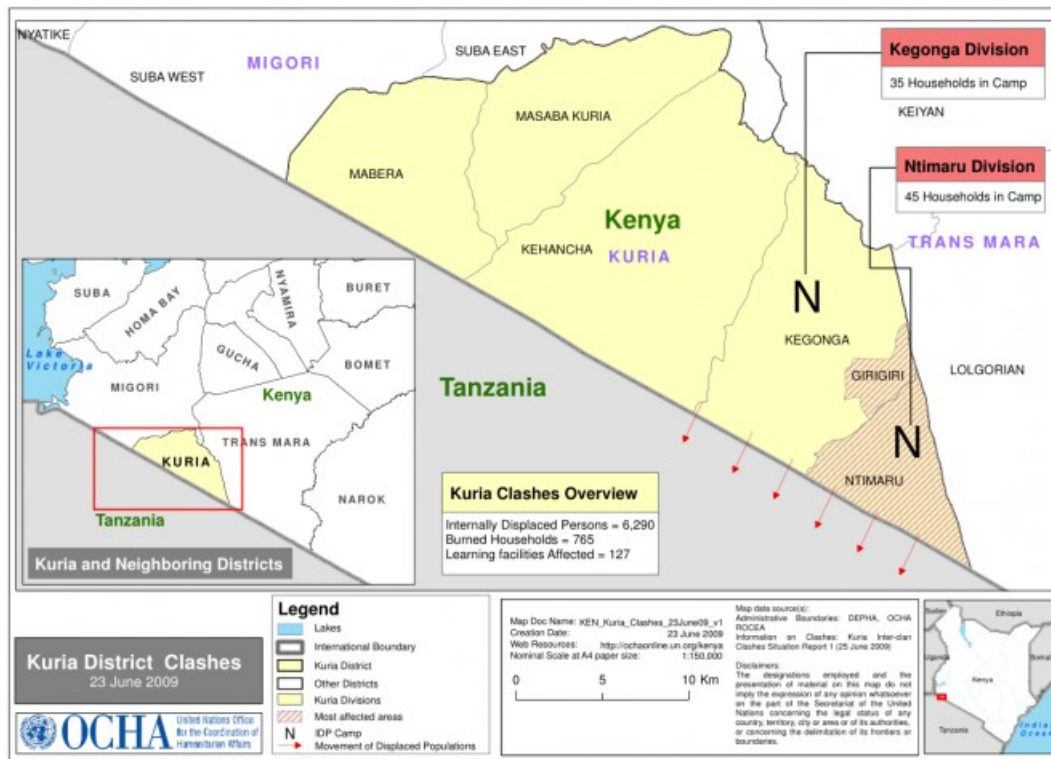 NYATIKE
SUBA WEST
MIGORI
SUBA EAST
Kegonga Division
35 Households in Camp
KEIYAN
MASABA KURIA
MABERA
Ntimaru Division
45 Households in Camp
Kenya
KEHANCHA
KURIA
TRANS MARA
N
KEGONGA
GIRIGIRI
LOLGORIAN
Tanzania
N
NTIMARU
SUBA
HOMA BAY
NYAMIRA
BURET
Lake
Victoria
GUCHA
BOMET
MIGORI
Kenya
TRANS MARA
KURIA
NAROK
Tanzania
Kuria and Neighboring Districts
Kuria Clashes Overview
Internally Displaced Persons = 6,290
Burned Households = 765
Learning facilities Affected = 127
Kuria District Clashes
23 June 2009
OCHA
United Nations Office
for the Coordination of
Humanitarian Affairs
Legend
Lakes
International Boundary
Kuria District
Other Districts
Kuria Divisions
Most affected areas
N IDP Camp
Movement of Displaced Populations
Map Doc Name: KEN_Kuria_Clashes_23June09_v1
Creation Date: 23 June 2009
Web Resources: http://ochaonline.un.org/kenya
Nominal Scale at A4 paper size: 1:150,000
0 5 10 Km
Map data source(s):
Administrative Boundaries: DEPHA, OCHA
ROCEA
Information on Clashes: Kuria Inter-clan
Clashes Situation Report 1 (25 June 2009)
Disclaimers:
The designations employed and the
presentation of material on this map do not
imply the expression of any opinion whatsoever
on the part of the Secretariat of the United
Nations concerning the legal status of any
country, territory, city or area or of its authorities,
or concerning the delimitation of its frontiers or
boundaries.
Sudan
Ethiopia
Uganda
Somal
Kenya
Tanzania
Indian
Ocean